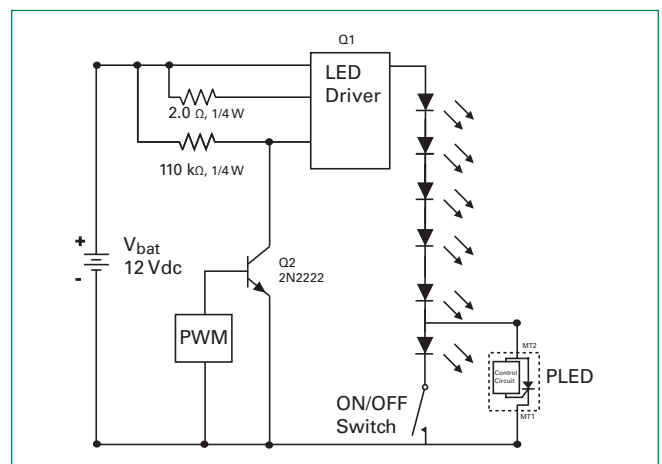 Q1
LED
Driver
2.0 Ω, 1/4 W
110 kΩ, 1/4 W
+
Vbat
12 Vdc
-
Q2
2N2222
PWM
MT2
Control
Circuit
PLED
MT1
ON/OFF
Switch